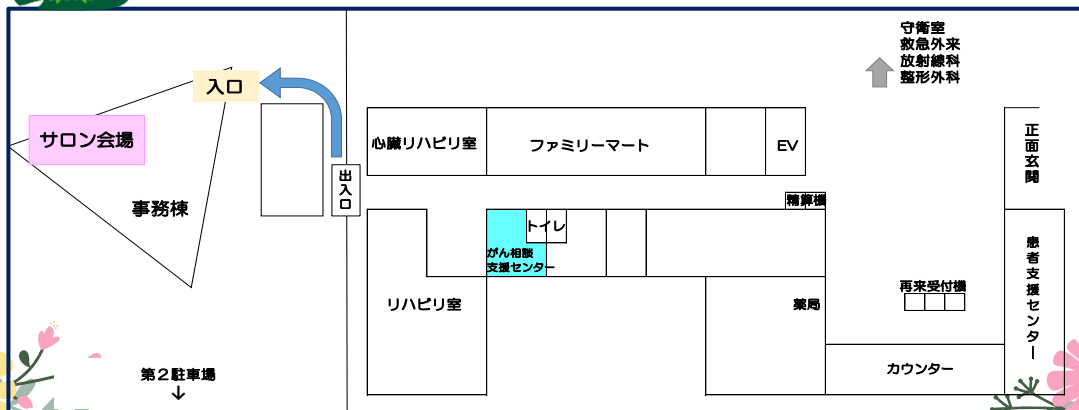 守衛室
救急外来
放射線科
整形外科
入口
サロン会場
事務棟
出入口
心臓リハビリ室
ファミリーマート
EV
正面玄関
精算機
トイレ
がん相談
支援センター
リハビリ室
薬局
再来受付機
患者支援センター
カウンター
第2駐車場
↓